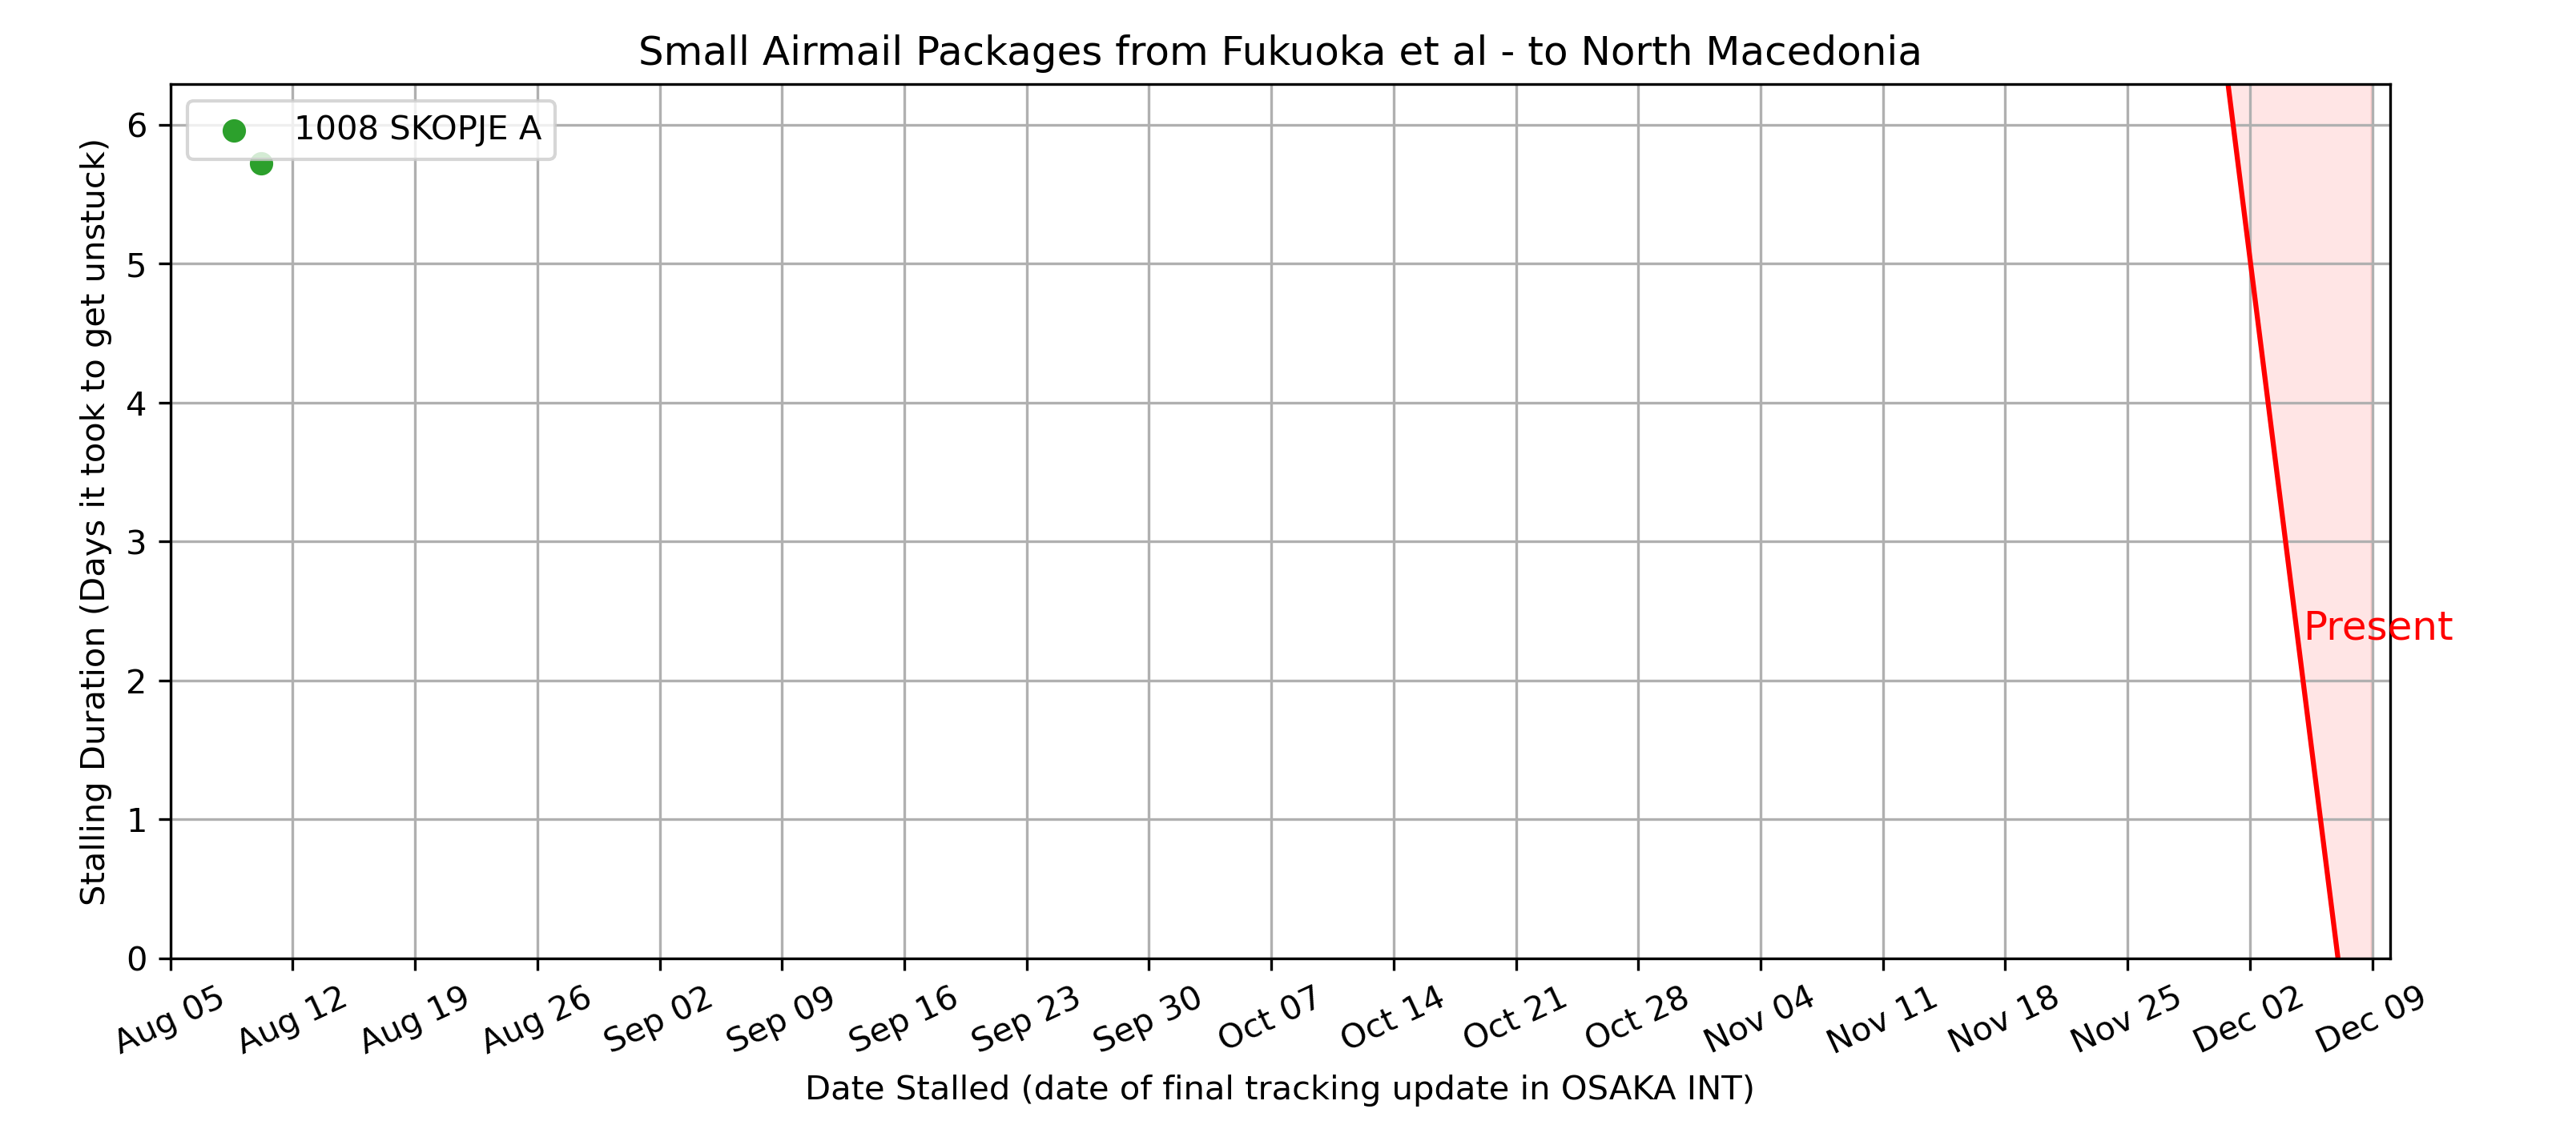 Small Airmail Packages from Fukuoka et al - to North Macedonia
1008 SKOPJE A
Stalling Duration (Days it took to get unstuck)
6
5
4
3
2
1
0
Present
Aug 05
Aug 12
Aug 19
Aug 26
Sep 02
Sep 09
Sep 16
Sep 23
Sep 30
Oct 07
Oct 14
Oct 21
Oct 28
Nov 04
Nov 11
Nov 18
Nov 25
Dec 02
Dec 09
Date Stalled (date of final tracking update in OSAKA INT)